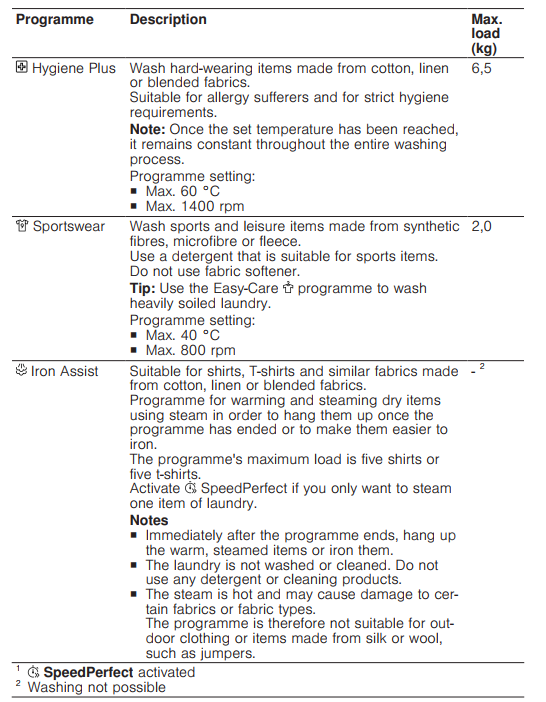 Programme Description Max. load (kg)
Hygiene Plus Wash hard-wearing items made from cotton, linen 6,5
or blended fabrics.
Suitable for allergy sufferers and for strict hygiene
requirements.
Note: Once the set temperature has been reached,
it remains constant throughout the entire washing
process.
Programme setting:
▪ Max. 60 °C
▪ Max. 1400 rpm
Sportswear Wash sports and leisure items made from synthetic 2,0
fibres, microfibre or fleece.
Use a detergent that is suitable for sports items.
Do not use fabric softener.
Tip: Use the Easy-Care programme to wash
heavily soiled laundry.
Programme setting:
▪ Max. 40 °C
▪ Max. 800 rpm
Iron Assist Suitable for shirts, T-shirts and similar fabrics made - 2
from cotton, linen or blended fabrics.
Programme for warming and steaming dry items
using steam in order to hang them up once the
programme has ended or to make them easier to
iron.
The programme's maximum load is five shirts or
five t-shirts.
Activate SpeedPerfect if you only want to steam
one item of laundry.
Notes
▪ Immediately after the programme ends, hang up
the warm, steamed items or iron them.
▪ The laundry is not washed or cleaned. Do not
use any detergent or cleaning products.
▪ The steam is hot and may cause damage to cer-
tain fabrics or fabric types.
The programme is therefore not suitable for out-
door clothing or items made from silk or wool,
such as jumpers.
1 SpeedPerfect activated
2 Washing not possible